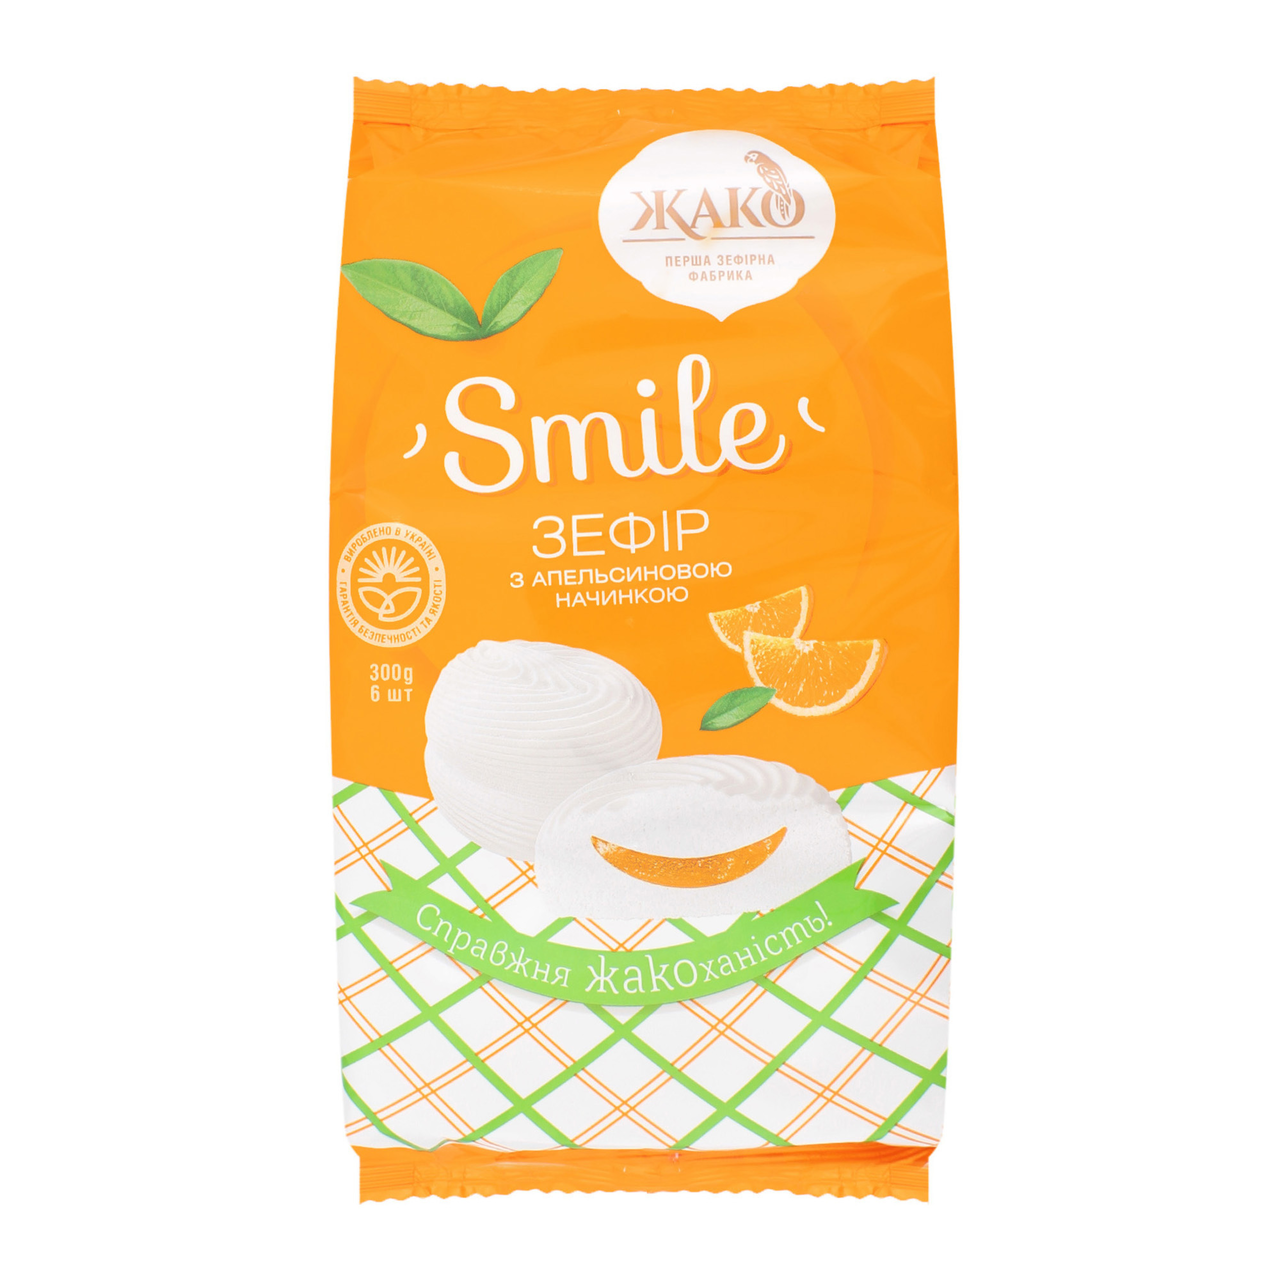 ЖАКО
ПЕРША ЗЕФІРНА
ФАБРИКА
Smile
ЗЕФІР
З АПЕЛЬСИНОВОЮ
НАЧИНКОЮ
ВИРОБЛЕНО В УКРАЇНІ
ГАРАНТІЯ БЕЗПЕЧНОСТІ ТА ЯКОСТІ
300g
6 шт
Справжня жакоханість!